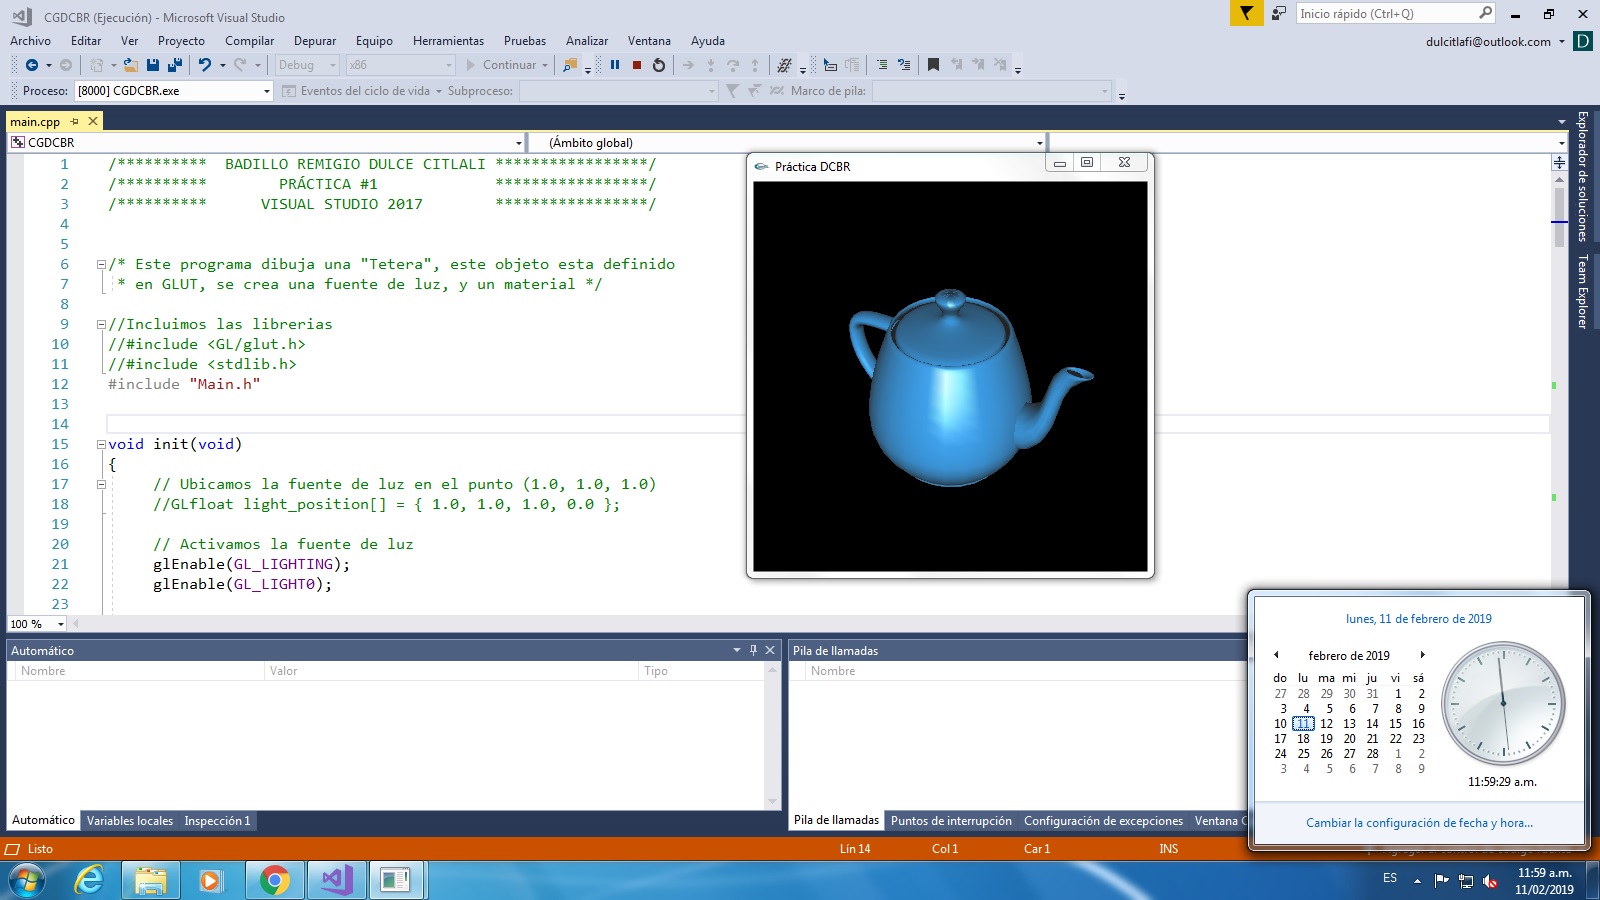 CGDCBR (Ejecución) - Microsoft Visual Studio
Inicio rápido (Ctrl+Q)
Archivo Editar Ver Proyecto Compilar Depurar Equipo Herramientas Pruebas Analizar Ventana Ayuda
dulcitlafi@outlook.com D
Debug x86 Continuar
Proceso: [8000] CGDCBR.exe Eventos del ciclo de vida Subproceso: Marco de pila:
main.cpp
CGDCBR (Ámbito global)
1 /********** BADILLO REMIGIO DULCE CITLALI *****************/
2 /********** PRÁCTICA #1 *****************/
3 /********** VISUAL STUDIO 2017 *****************/
4
5
6 /* Este programa dibuja una "Tetera", este objeto esta definido
7 * en GLUT, se crea una fuente de luz, y un material */
8
9 //Incluimos las librerias
10 //#include <GL/glut.h>
11 //#include <stdlib.h>
12 #include "Main.h"
13
14
15 void init(void)
16 {
17 // Ubicamos la fuente de luz en el punto (1.0, 1.0, 1.0)
18 //GLfloat light_position[] = { 1.0, 1.0, 1.0, 0.0 };
19
20 // Activamos la fuente de luz
21 glEnable(GL_LIGHTING);
22 glEnable(GL_LIGHT0);
23
100 %
Práctica DCBR
Explorador de soluciones
Team Explorer
Automático
Nombre Valor Tipo
Automático Variables locales Inspección 1
Pila de llamadas
Nombre
Pila de llamadas Puntos de interrupción Configuración de excepciones Ventana C
lunes, 11 de febrero de 2019
febrero de 2019
do lu ma mi ju vi sá
27 28 29 30 31 1 2
3 4 5 6 7 8 9
10 11 12 13 14 15 16
17 18 19 20 21 22 23
24 25 26 27 28 1 2
3 4 5 6 7 8 9
11:59:29 a.m.
Cambiar la configuración de fecha y hora...
Listo Lín 14 Col 1 Car 1 INS
ES
11:59 a.m.
11/02/2019